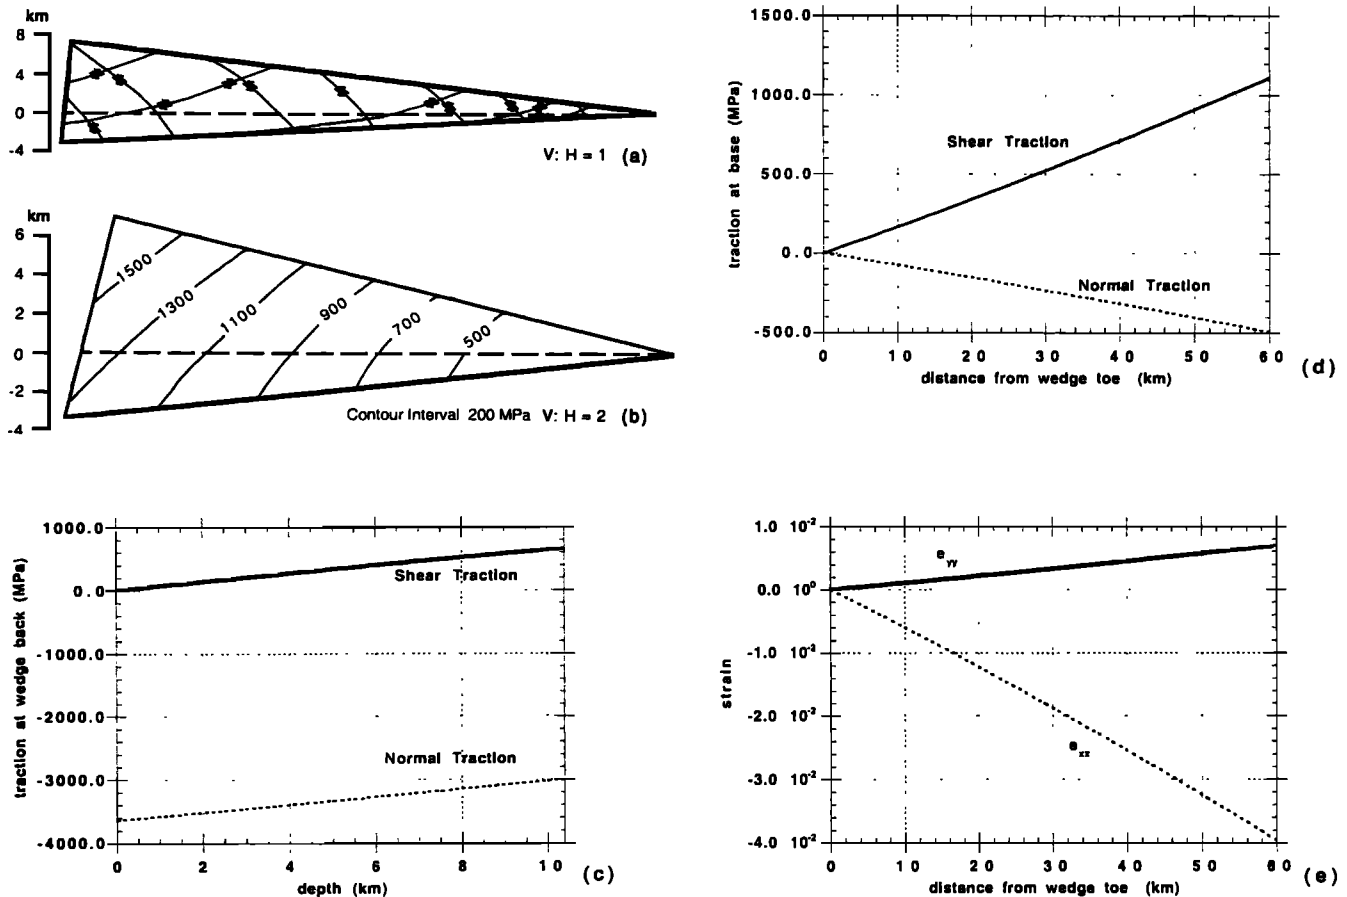 km
8
4
0
-4
V: H = 1 (a)
km
6
4
2
0
-2
-4
1500
1300
1100
900
700
500
Contour Interval 200 MPa V: H = 2 (b)
1000.0
0.0
-1000.0
-2000.0
-3000.0
-4000.0
traction at wedge back (MPa)
Shear Traction
Normal Traction
0 2 4 6 8 10
depth (km)
(c)
1500.0
1000.0
500.0
0.0
-500.0
traction at base (MPa)
Shear Traction
Normal Traction
0 10 20 30 40 50 60
distance from wedge toe (km)
(d)
1.0 10⁻²
0.0 10⁰
-1.0 10⁻²
-2.0 10⁻²
-3.0 10⁻²
-4.0 10⁻²
strain
e_yy
e_xx
0 10 20 30 40 50 60
distance from wedge toe (km)
(e)